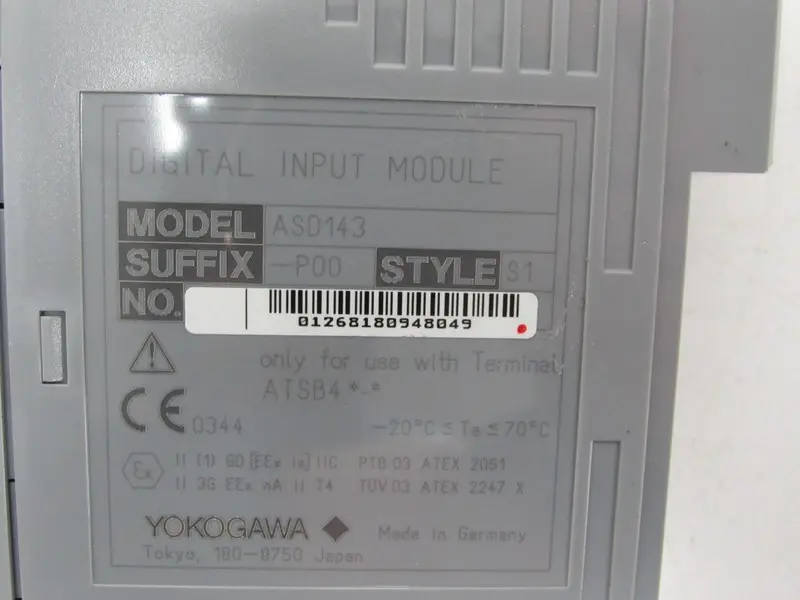 DIGITAL INPUT MODULE
MODEL ASD143
SUFFIX -P00 STYLE S1
NO. 01268180948049
only for use with Terminal
ATSB4*-*
CE 0344 -20°C ≤ Ta ≤ 70°C
Ex II (1) GD [EEx ia] IIC PTB 03 ATEX 2051
II 3G EEx nA II T4 TÜV 03 ATEX 2247 X
YOKOGAWA Made in Germany
Tokyo, 180-8750 Japan